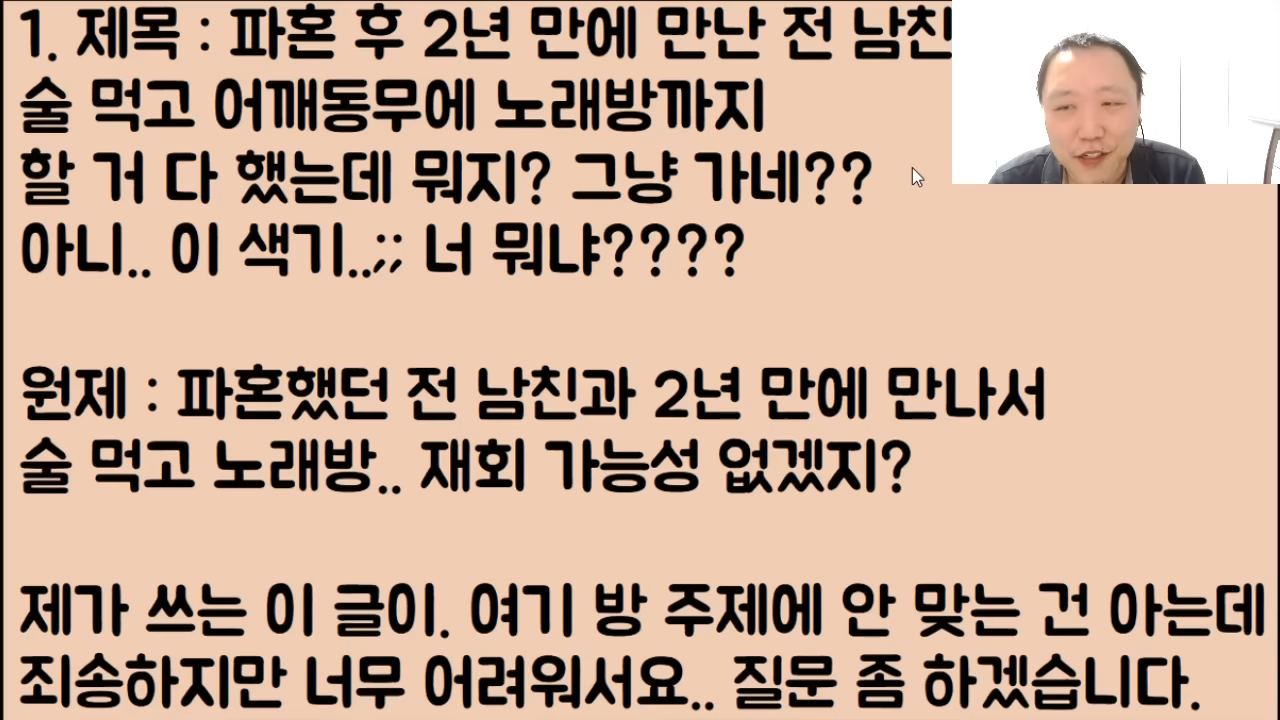 1. 제목 : 파혼 후 2년 만에 만난 전 남친
술 먹고 어깨동무에 노래방까지
할 거 다 했는데 뭐지? 그냥 가네??
아니.. 이 색기..;; 너 뭐냐????
원제 : 파혼했던 전 남친과 2년 만에 만나서
술 먹고 노래방.. 재회 가능성 없겠지?
제가 쓰는 이 글이. 여기 방 주제에 안 맞는 건 아는데
죄송하지만 너무 어려워서요.. 질문 좀 하겠습니다.